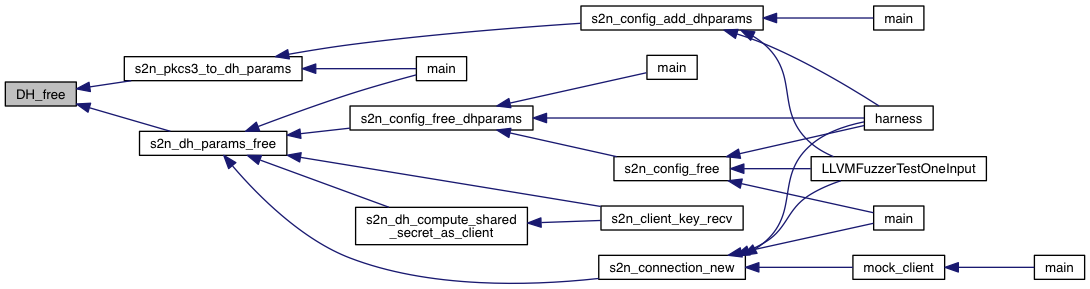 s2n_config_add_dhparams
main
s2n_pkcs3_to_dh_params
main
main
DH_free
s2n_config_free_dhparams
harness
s2n_dh_params_free
s2n_config_free
LLVMFuzzerTestOneInput
s2n_dh_compute_shared
_secret_as_client
s2n_client_key_recv
main
s2n_connection_new
mock_client
main